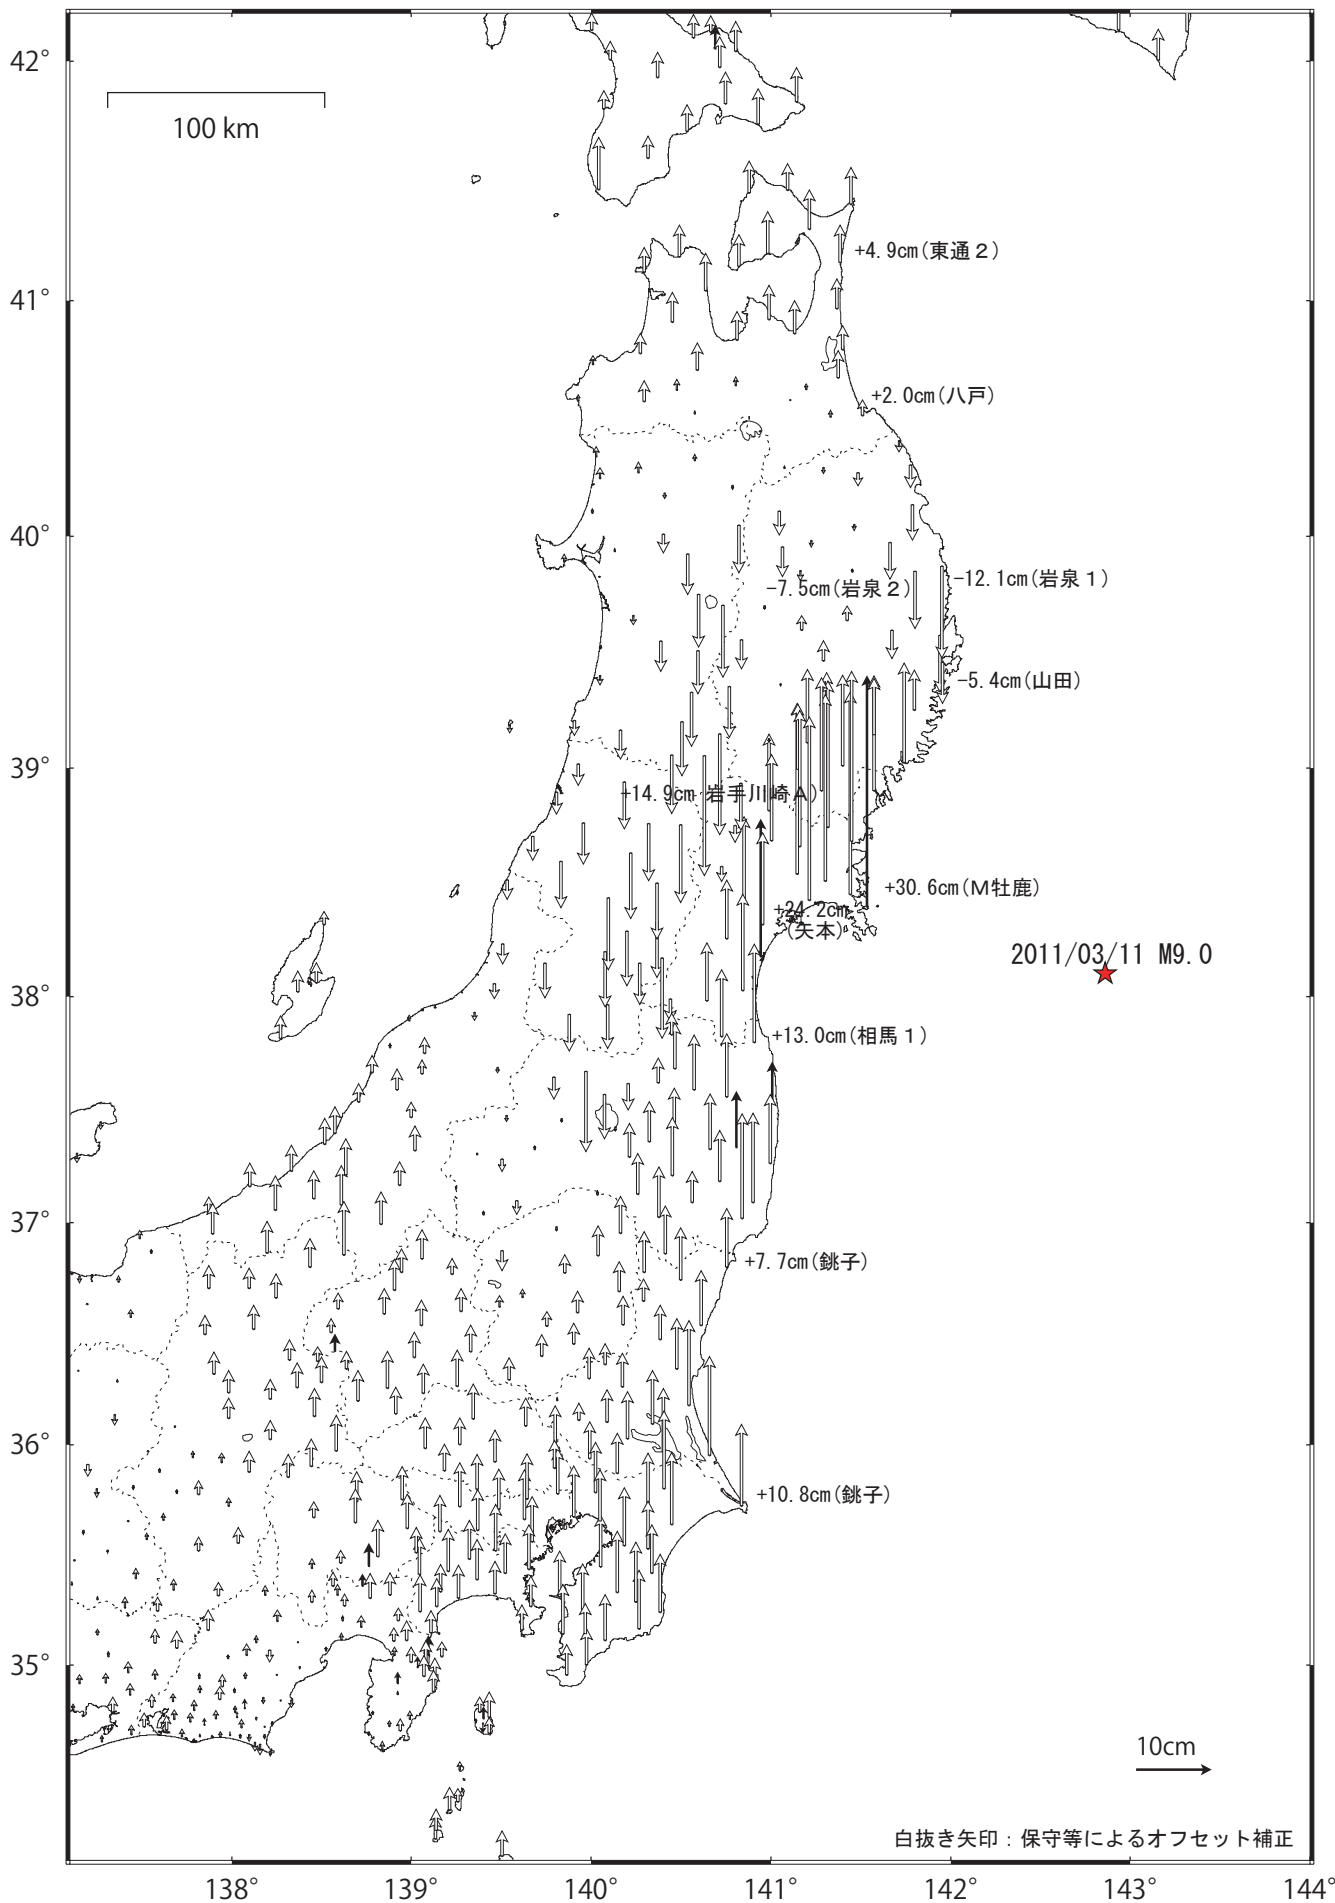 42°
100 km
+4.9cm(東通２)
41°
+2.0cm(八戸)
40°
-12.1cm(岩泉１)
-7.5cm(岩泉２)
-5.4cm(山田)
39°
+14.9cm 岩手川崎Ａ)
+30.6cm(Ｍ牡鹿)
+24.2cm
(矢本)
2011/03/11 M9.0
38°
+13.0cm(相馬１)
37°
+7.7cm(銚子)
36°
+10.8cm(銚子)
35°
10cm
白抜き矢印：保守等によるオフセット補正
138° 139° 140° 141° 142° 143° 144°